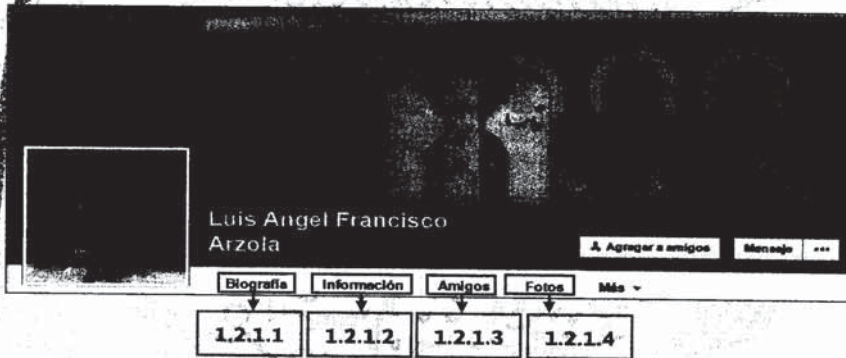 Luis Angel Francisco
Arzola
Agregar a amigos Mensaje •••
Biografía Información Amigos Fotos Más
1.2.1.1 1.2.1.2 1.2.1.3 1.2.1.4